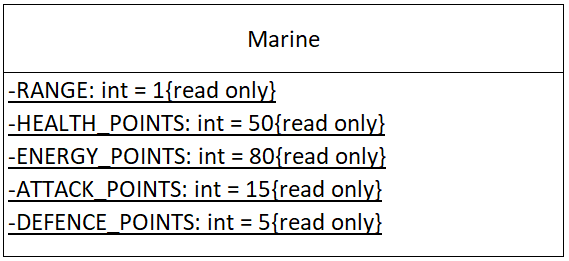 Marine
-RANGE: int = 1{read only}
-HEALTH_POINTS: int = 50{read only}
-ENERGY_POINTS: int = 80{read only}
-ATTACK_POINTS: int = 15{read only}
-DEFENCE_POINTS: int = 5{read only}